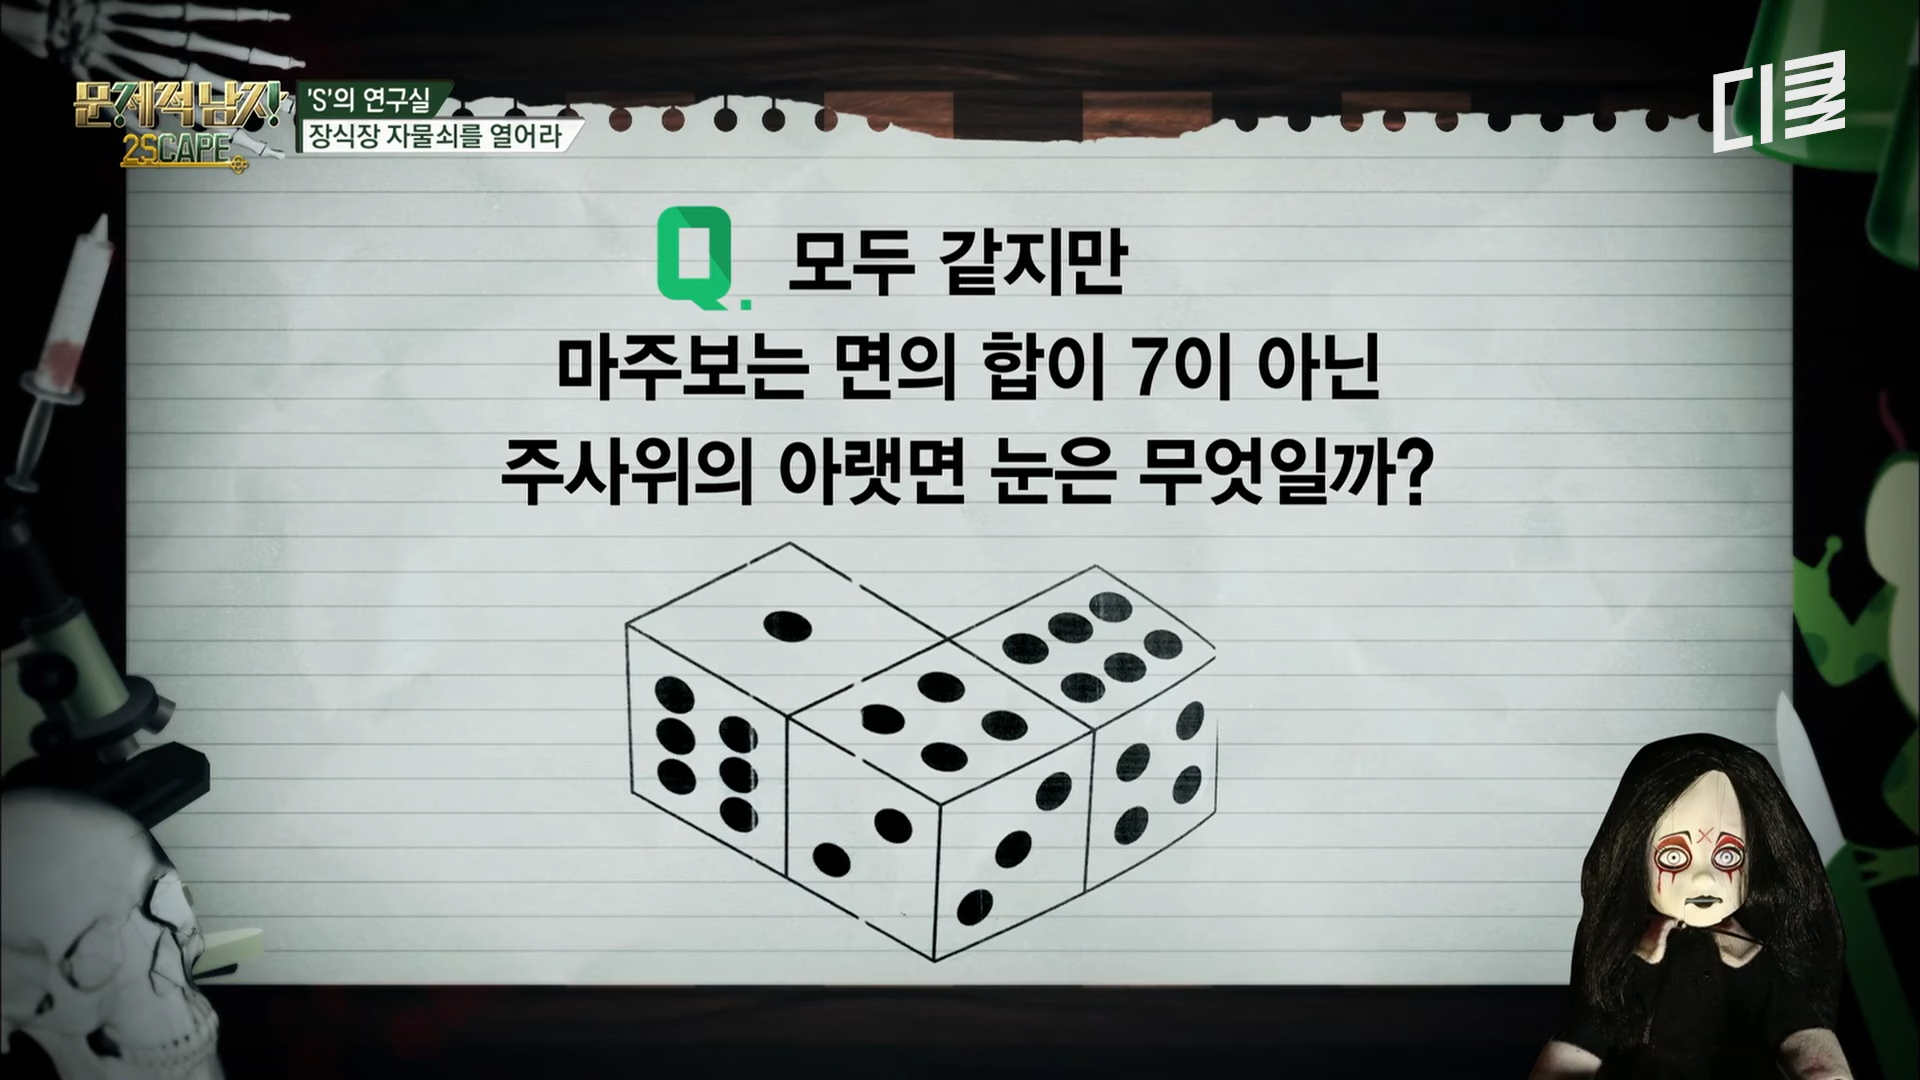 문제적 남자!
2SCAPE
'S'의 연구실
장식장 자물쇠를 열어라
디글
Q. 모두 같지만
마주보는 면의 합이 7이 아닌
주사위의 아랫면 눈은 무엇일까?